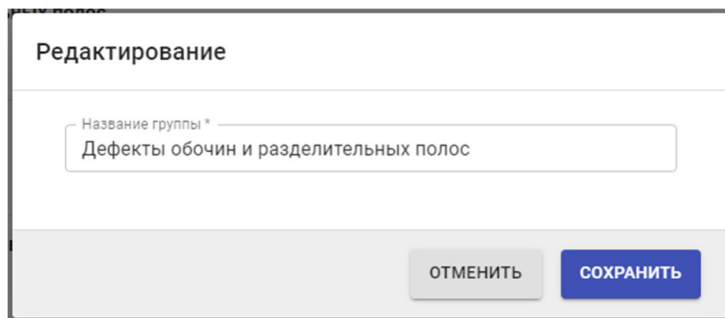 Редактирование
Название группы *
Дефекты обочин и разделительных полос
ОТМЕНИТЬ СОХРАНИТЬ